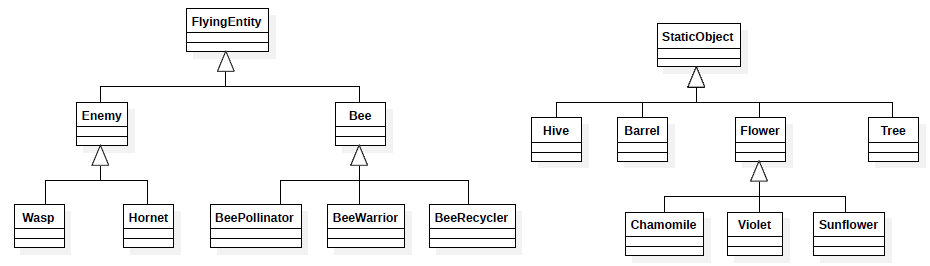 FlyingEntity
StaticObject
Enemy
Bee
Hive
Barrel
Flower
Tree
Wasp
Hornet
BeePollinator
BeeWarrior
BeeRecycler
Chamomile
Violet
Sunflower